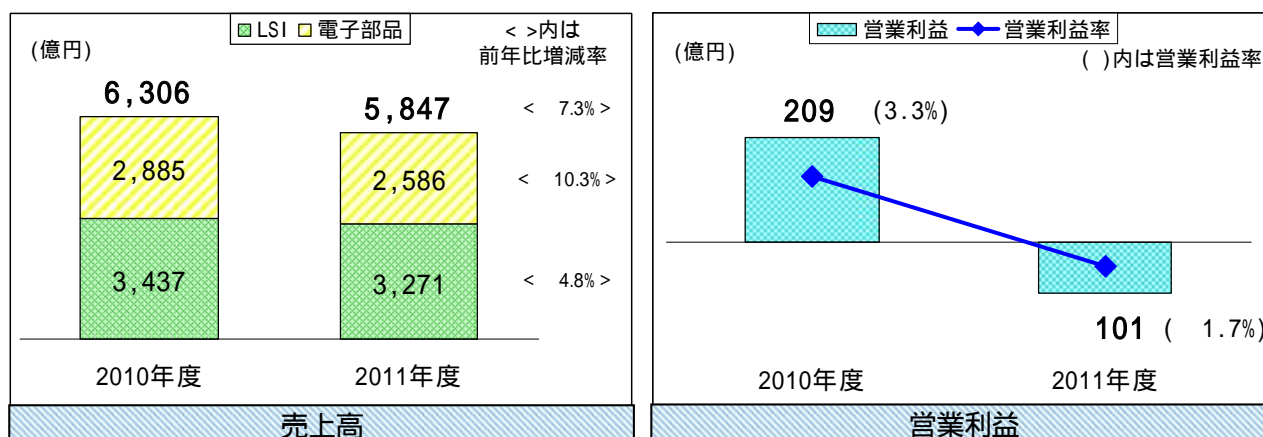 LSI 電子部品
< >内は
前年比増減率
(億円)
6,306
5,847
< 7.3%>
2,885
2,586
< 10.3%>
3,437
3,271
< 4.8%>
2010年度
2011年度
売上高
営業利益 営業利益率
(億円)
( )内は営業利益率
209 (3.3%)
101 ( 1.7%)
2010年度
2011年度
営業利益